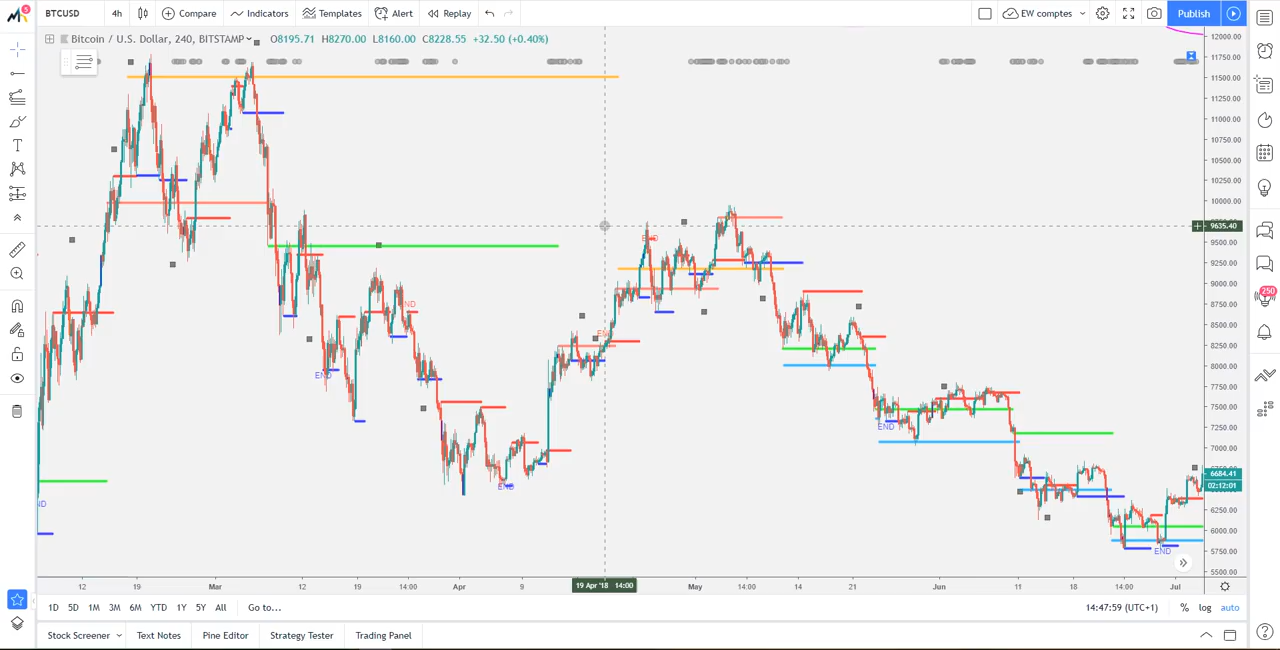 5
BTCUSD
4h
Compare
Indicators
Templates
Alert
Replay
EW comptes
Publish
Bitcoin / U.S. Dollar, 240, BITSTAMP
O8195.71 H8270.00 L8160.00 C8228.55 +32.50 (+0.40%)
12000.00
11500.00
11250.00
11000.00
10750.00
10500.00
10250.00
10000.00
9635.40
9500.00
9250.00
9000.00
8750.00
8500.00
8250.00
8000.00
7750.00
7500.00
7250.00
7000.00
6684.41
02:12:01
6250.00
6000.00
5750.00
5500.00
END
END
END
END
END
250
12 19 Mar 12 19 14:00 Apr 9 19 Apr '18 14:00 May 14:00 14 21 Jun 11 18 14:00 Jul
1D 5D 1M 3M 6M YTD 1Y 5Y All Go to...
14:47:59 (UTC+1) % log auto
Stock Screener
Text Notes
Pine Editor
Strategy Tester
Trading Panel